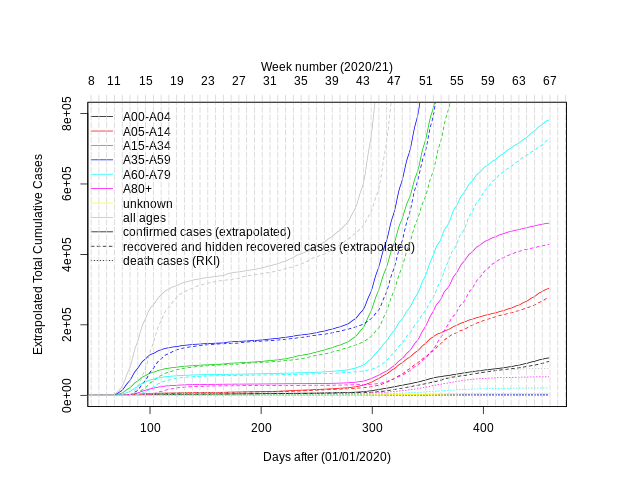 Week number (2020/21)
8 11 15 19 23 27 31 35 39 43 47 51 55 59 63 67
Extrapolated Total Cumulative Cases
8e+05
6e+05
4e+05
2e+05
0e+00
A00-A04
A05-A14
A15-A34
A35-A59
A60-A79
A80+
unknown
all ages
confirmed cases (extrapolated)
recovered and hidden recovered cases (extrapolated)
death cases (RKI)
100 200 300 400
Days after (01/01/2020)